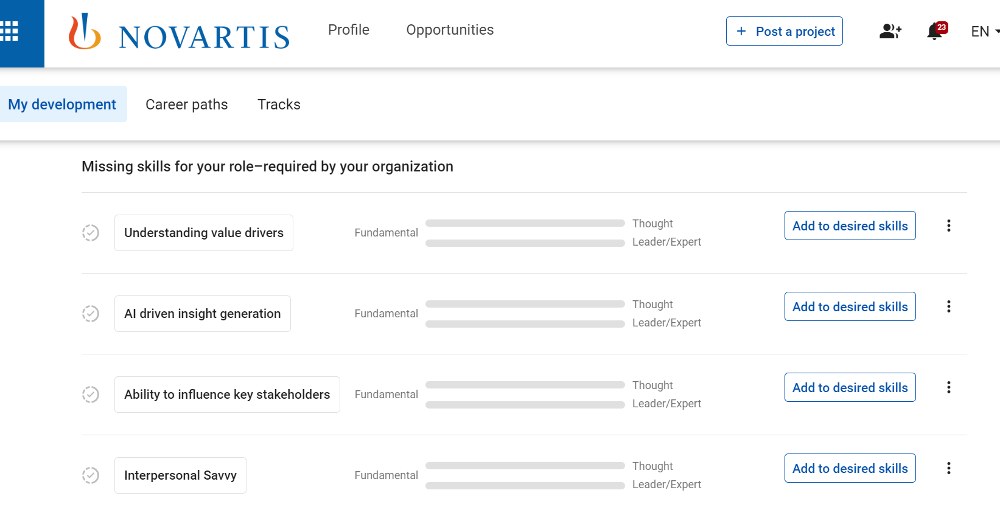 NOVARTIS
Profile
Opportunities
+ Post a project
23
EN
My development
Career paths
Tracks
Missing skills for your role–required by your organization
Understanding value drivers
Fundamental
Thought
Leader/Expert
Add to desired skills
AI driven insight generation
Fundamental
Thought
Leader/Expert
Add to desired skills
Ability to influence key stakeholders
Fundamental
Thought
Leader/Expert
Add to desired skills
Interpersonal Savvy
Fundamental
Thought
Leader/Expert
Add to desired skills